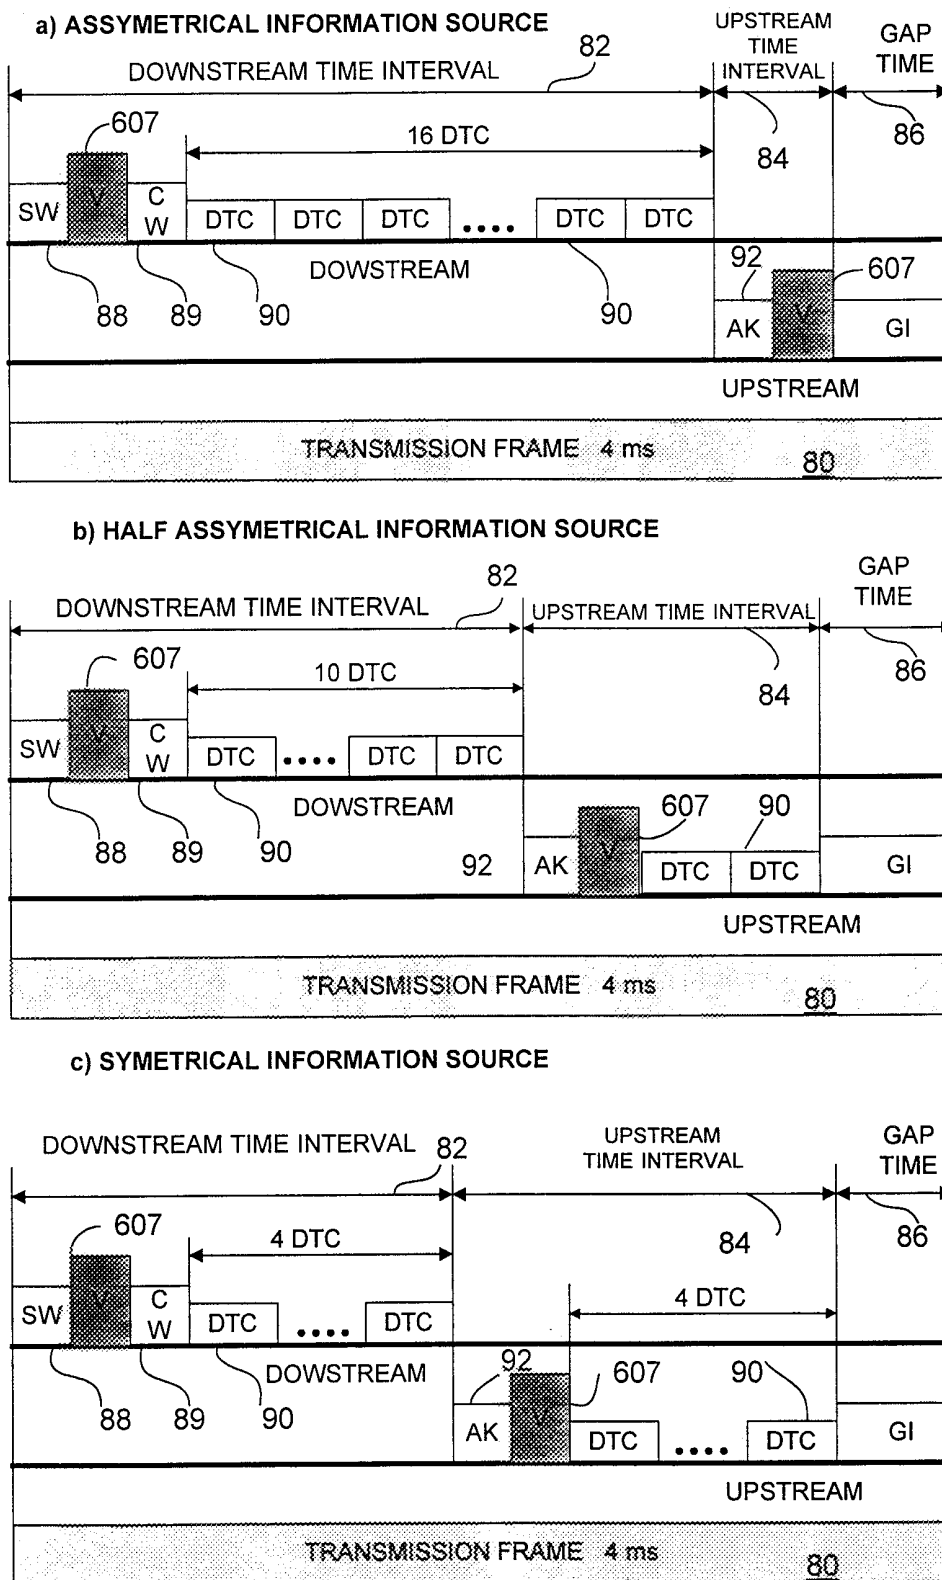 a) ASSYMETRICAL INFORMATION SOURCE
UPSTREAM
TIME
INTERVAL
GAP
TIME
DOWNSTREAM TIME INTERVAL
82
607
16 DTC
84
86
SW
V
C
W
DTC
DTC
DTC
....
DTC
DTC
DOWSTREAM
88
89
90
90
92
607
AK
V
GI
UPSTREAM
TRANSMISSION FRAME 4 ms
80
b) HALF ASSYMETRICAL INFORMATION SOURCE
GAP
TIME
DOWNSTREAM TIME INTERVAL
82
UPSTREAM TIME INTERVAL
607
10 DTC
84
86
SW
V
C
W
DTC
....
DTC
DTC
DOWSTREAM
88
89
90
92
607
90
AK
V
DTC
DTC
GI
UPSTREAM
TRANSMISSION FRAME 4 ms
80
c) SYMETRICAL INFORMATION SOURCE
DOWNSTREAM TIME INTERVAL
82
UPSTREAM
TIME INTERVAL
GAP
TIME
607
4 DTC
84
86
4 DTC
SW
V
C
W
DTC
....
DTC
DOWSTREAM
88
89
90
92
607
90
AK
V
DTC
....
DTC
GI
UPSTREAM
TRANSMISSION FRAME 4 ms
80